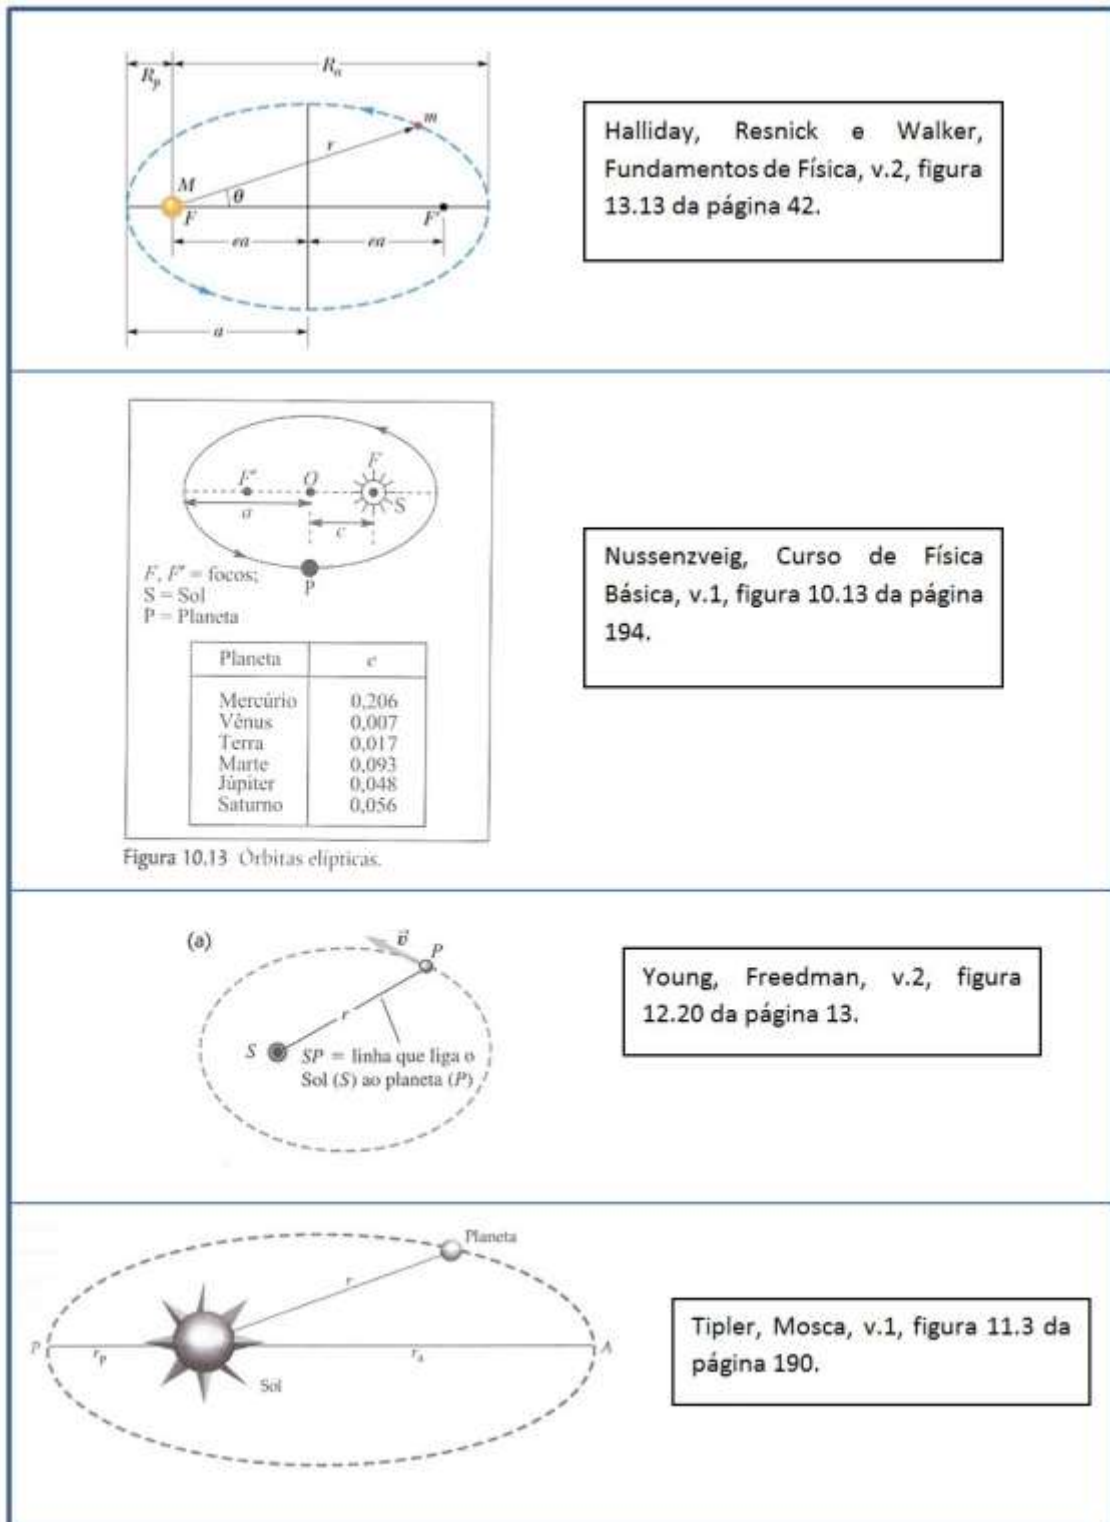 R_p
R_a
m
r
M
θ
F
F'
ea
ea
a
Halliday, Resnick e Walker,
Fundamentos de Física, v.2, figura
13.13 da página 42.
F'
O
F
S
a
c
P
F, F' = focos;
S = Sol
P = Planeta
Planeta e
Mercúrio 0,206
Vênus 0,007
Terra 0,017
Marte 0,093
Júpiter 0,048
Saturno 0,056
Figura 10.13 Órbitas elípticas.
Nussenzveig, Curso de Física
Básica, v.1, figura 10.13 da página
194.
(a)
v
P
r
S
SP = linha que liga o
Sol (S) ao planeta (P)
Young, Freedman, v.2, figura
12.20 da página 13.
Planeta
r
P
r_p
r_a
A
Sol
Tipler, Mosca, v.1, figura 11.3 da
página 190.